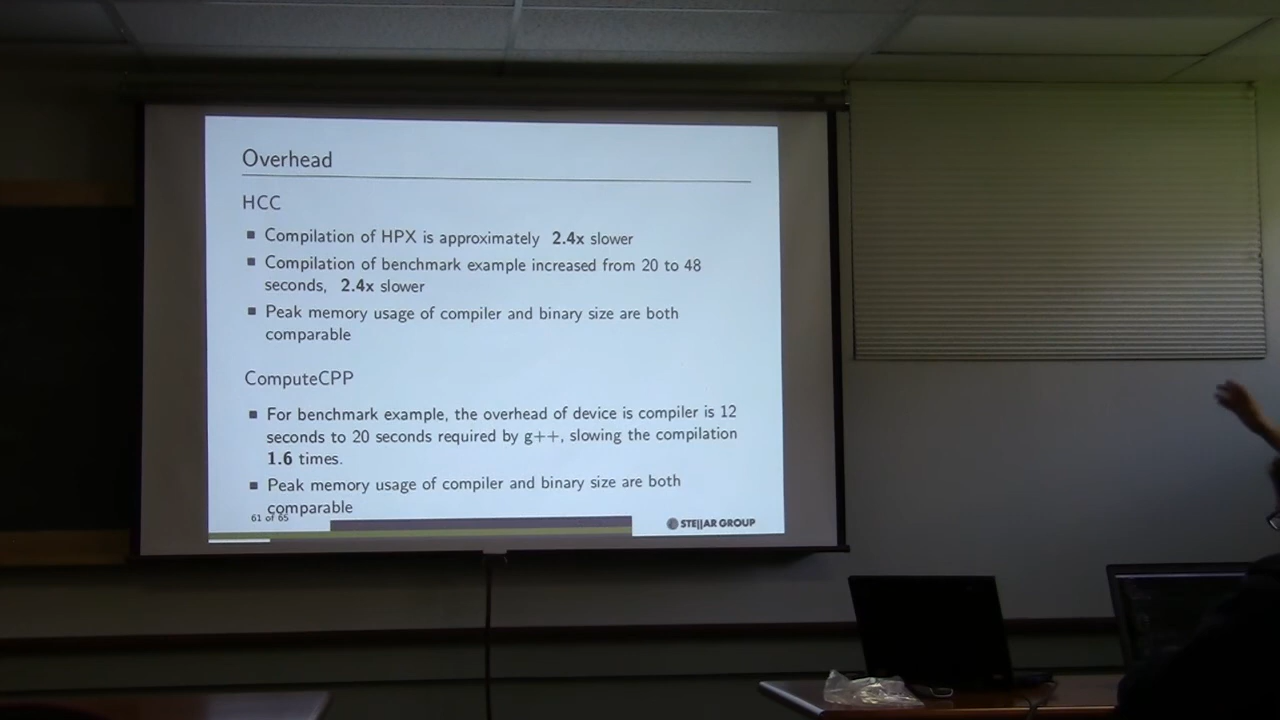 Overhead
HCC
Compilation of HPX is approximately 2.4x slower
Compilation of benchmark example increased from 20 to 48
seconds, 2.4x slower
Peak memory usage of compiler and binary size are both
comparable
ComputeCPP
For benchmark example, the overhead of device is compiler is 12
seconds to 20 seconds required by g++, slowing the compilation
1.6 times.
Peak memory usage of compiler and binary size are both
comparable
61 of 65
STE||AR GROUP